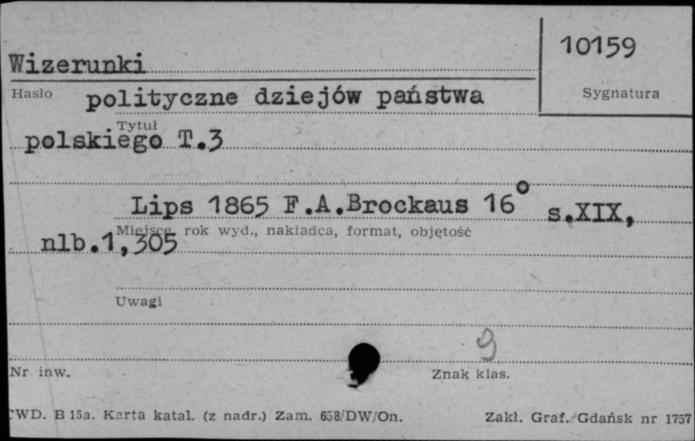 10159
Wizerunki
Hasło
Sygnatura
polityczne dziejów państwa
Tytuł
polskiego T.3
Lips 1865 F.A.Brockaus 16° s.XIX,
Miejsce, rok wyd., nakładca, format, objętość
nlb.1,305
Uwagi
9
Nr inw.
Znak klas.
WD. B 15a. Karta katal. (z nadr.) Zam. 658/DW/On.
Zakł. Graf. Gdańsk nr 1757